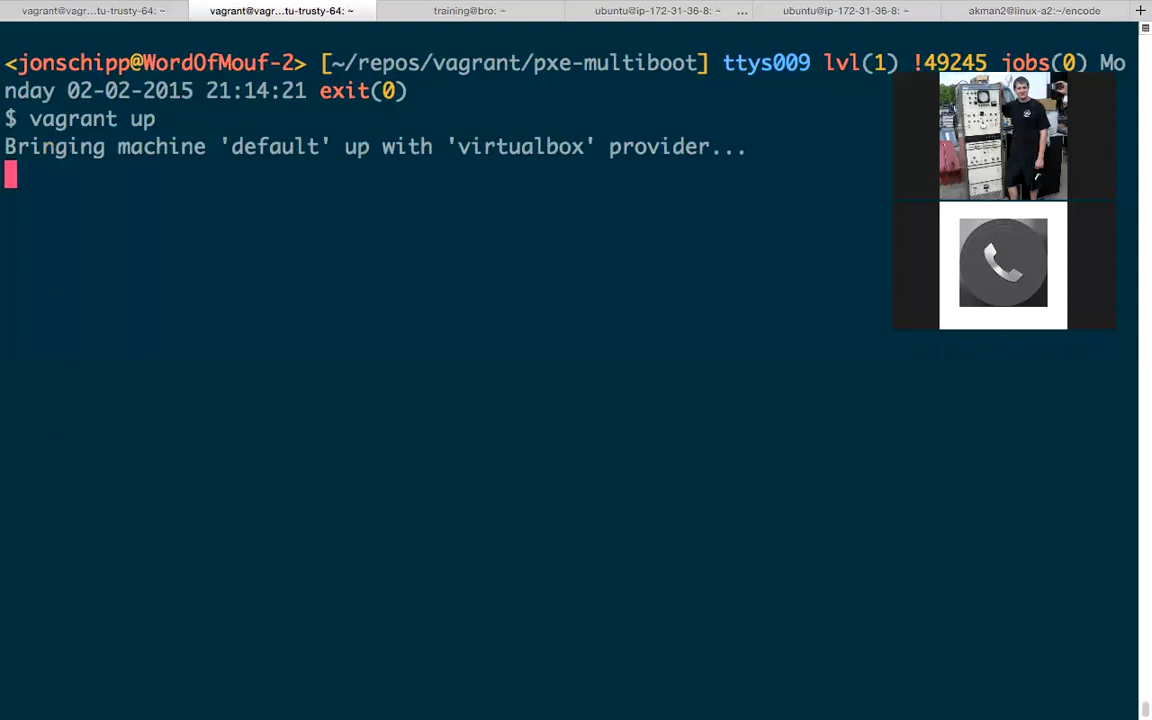 vagrant@vagr...tu-trusty-64: ~
vagrant@vagr...tu-trusty-64: ~
training@bro: ~
ubuntu@ip-172-31-36-8: ~
...
ubuntu@ip-172-31-36-8: ~
akman2@linux-a2:~/encode
+
<jonschipp@WordOfMouf-2> [~/repos/vagrant/pxe-multiboot] ttys009 lvl(1) !49245 jobs(0) Mo
nday 02-02-2015 21:14:21 exit(0)
$ vagrant up
Bringing machine 'default' up with 'virtualbox' provider...